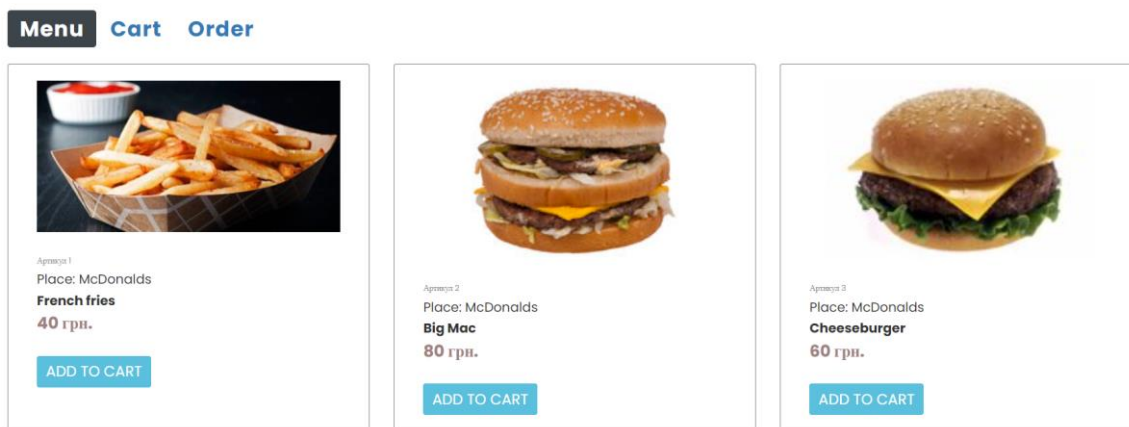 Menu Cart Order
Артикул 1
Place: McDonalds
French fries
40 грн.
ADD TO CART
Артикул 2
Place: McDonalds
Big Mac
80 грн.
ADD TO CART
Артикул 3
Place: McDonalds
Cheeseburger
60 грн.
ADD TO CART